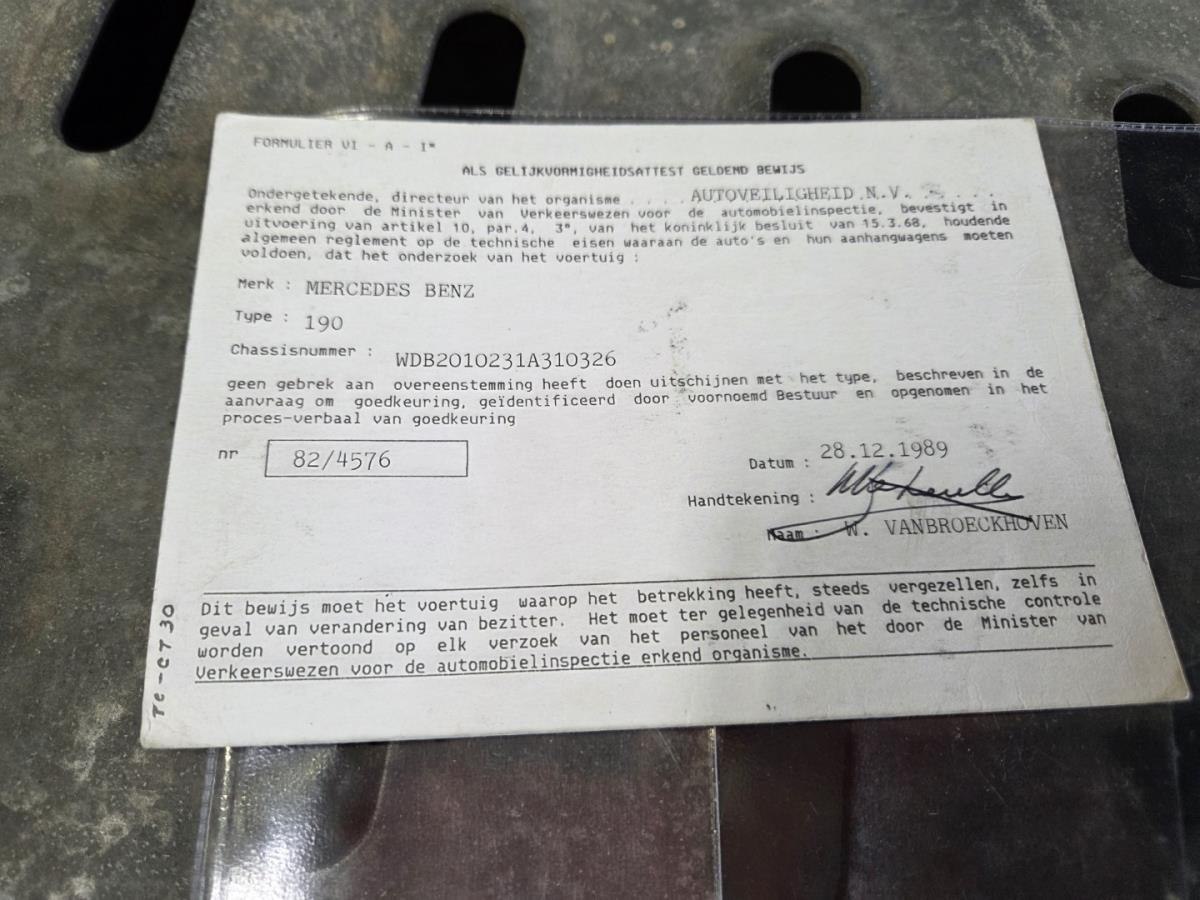 FORMULIER VI - A - I*
ALS GELIJKVORMIGHEIDSATTEST GELDEND BEWIJS
Ondergetekende, directeur van het organisme . . . . AUTOVEILIGHEID N.V. . . .
erkend door de Minister van Verkeerswezen voor de automobielinspectie, bevestigt in
uitvoering van artikel 10, par.4, 3°, van het koninklijk besluit van 15.3.68, houdende
algemeen reglement op de technische eisen waaraan de auto's en hun aanhangwagens moeten
voldoen, dat het onderzoek van het voertuig :
Merk : MERCEDES BENZ
Type : 190
Chassisnummer : WDB2010231A310326
geen gebrek aan overeenstemming heeft doen uitschijnen met het type, beschreven in de
aanvraag om goedkeuring, geïdentificeerd door voornoemd Bestuur en opgenomen in het
proces-verbaal van goedkeuring
nr 82/4576
Datum : 28.12.1989
Handtekening :
Naam : W. VANBROECKHOVEN
Dit bewijs moet het voertuig waarop het betrekking heeft, steeds vergezellen, zelfs in
geval van verandering van bezitter. Het moet ter gelegenheid van de technische controle
worden vertoond op elk verzoek van het personeel van het door de Minister van
Verkeerswezen voor de automobielinspectie erkend organisme.
TC-CT 30